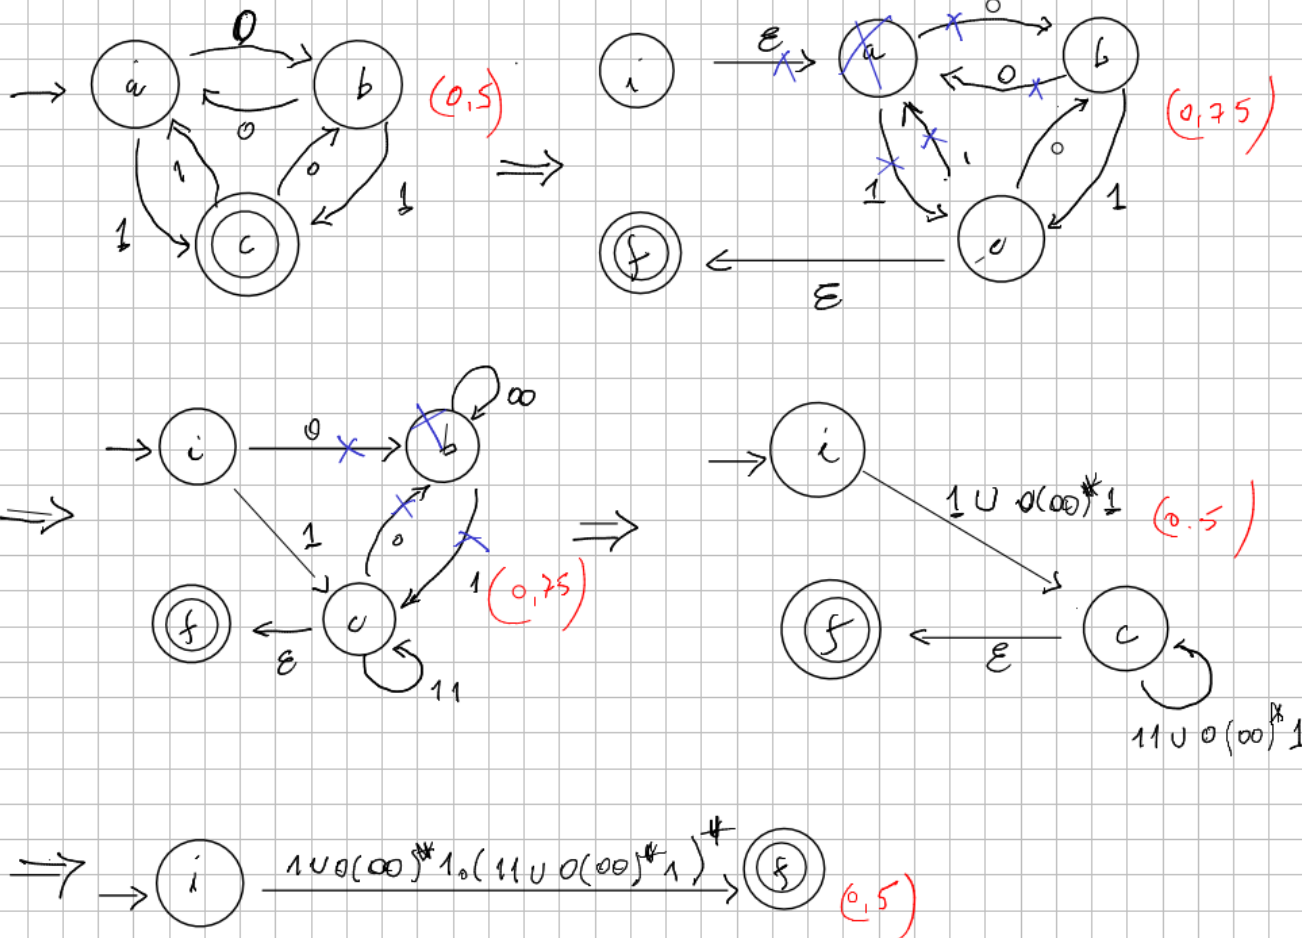 0
a
b
(0,5)
0
1
0
1
1
c
⇒
i
ε
a
0
b
0
(0,75)
1
0
1
c
f
ε
⇒
i
0
b
00
1
0
1
(0,75)
f
ε
c
11
⇒
i
1 ∪ 0(00)*1
(0.5)
f
ε
c
11 ∪ 0(00)*1
⇒
i
1∪0(00)*1.(11∪0(00)*1)*
f
(0,5)